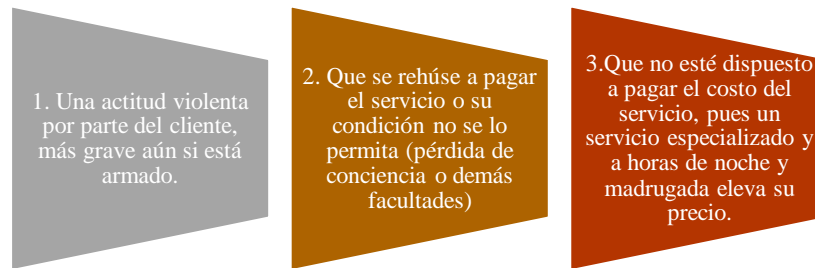 1. Una actitud violenta
por parte del cliente,
más grave aún si está
armado.
2. Que se rehúse a pagar
el servicio o su
condición no se lo
permita (pérdida de
conciencia o demás
facultades)
3.Que no esté dispuesto
a pagar el costo del
servicio, pues un
servicio especializado y
a horas de noche y
madrugada eleva su
precio.